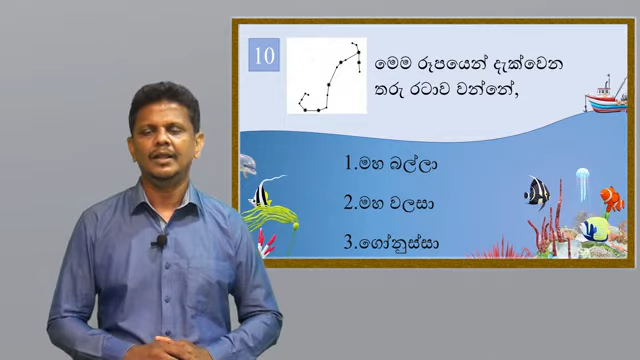 10
මෙම රූපයෙන් දැක්වෙන
තරු රටාව වන්නේ,
1.මහ බල්ලා
2.මහ වලසා
3.ගෝනුස්සා